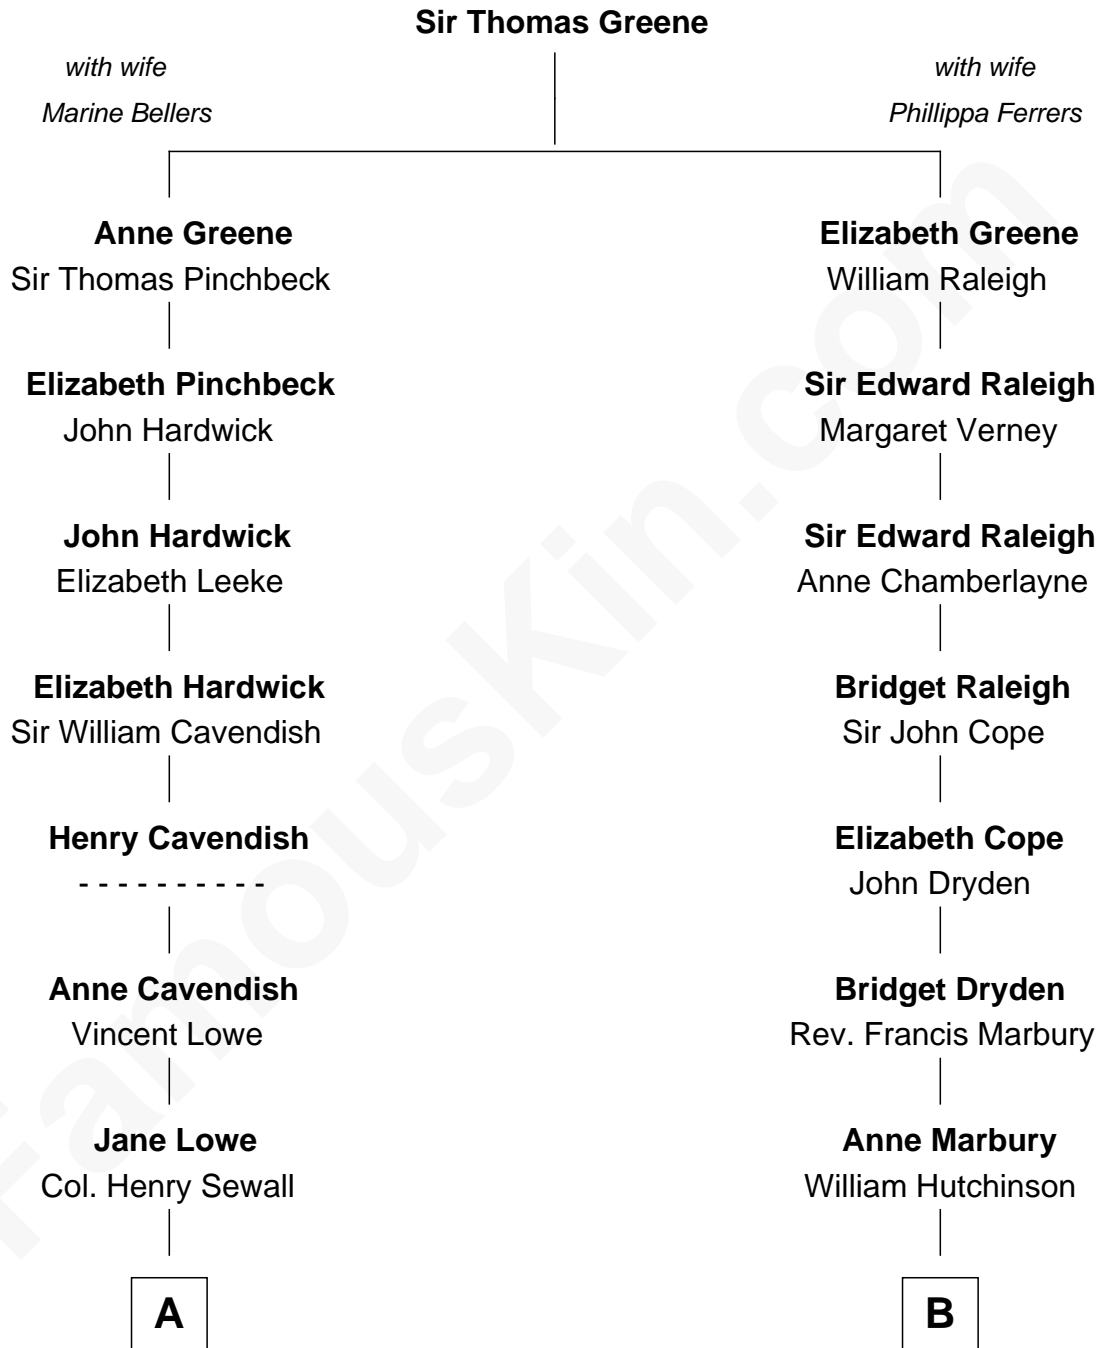 Sir Thomas Greene
with wife
Marine Bellers
with wife
Phillippa Ferrers
Anne Greene
Sir Thomas Pinchbeck
Elizabeth Greene
William Raleigh
Elizabeth Pinchbeck
John Hardwick
Sir Edward Raleigh
Margaret Verney
John Hardwick
Elizabeth Leeke
Sir Edward Raleigh
Anne Chamberlayne
Elizabeth Hardwick
Sir William Cavendish
Bridget Raleigh
Sir John Cope
Henry Cavendish
- - - - - - - - - -
Elizabeth Cope
John Dryden
Anne Cavendish
Vincent Lowe
Bridget Dryden
Rev. Francis Marbury
Jane Lowe
Col. Henry Sewall
Anne Marbury
William Hutchinson
A
B
FamousKin.com